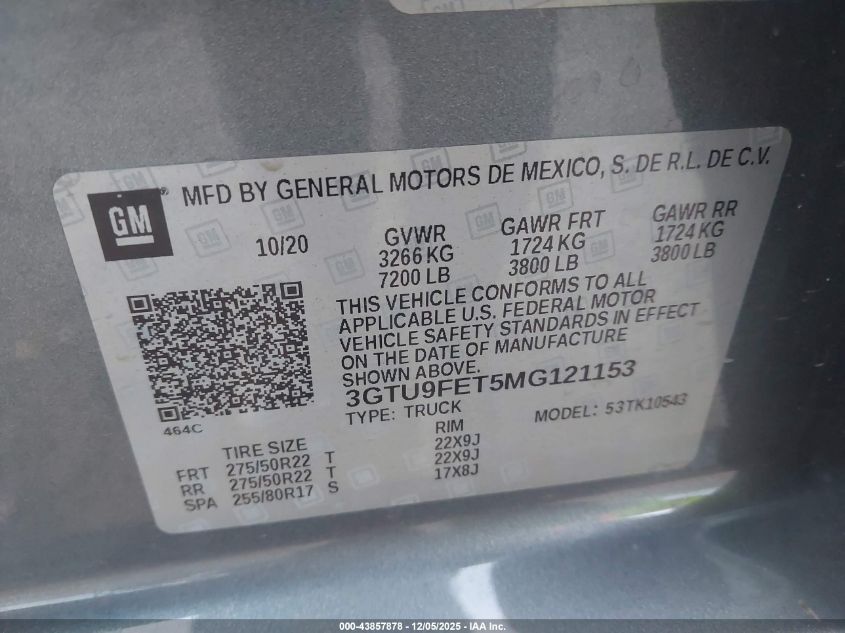 GM ® MFD BY GENERAL MOTORS DE MEXICO, S. DE R.L. DE C.V.
10/20 GVWR GAWR FRT GAWR RR
3266 KG 1724 KG 1724 KG
7200 LB 3800 LB 3800 LB
THIS VEHICLE CONFORMS TO ALL
APPLICABLE U.S. FEDERAL MOTOR
VEHICLE SAFETY STANDARDS IN EFFECT
ON THE DATE OF MANUFACTURE
SHOWN ABOVE.
3GTU9FET5MG121153
TYPE: TRUCK MODEL: 53TK10543
464C
TIRE SIZE RIM
FRT 275/50R22 T 22X9J
RR 275/50R22 T 22X9J
SPA 255/80R17 S 17X8J
000-43857878 - 12/05/2025 - IAA Inc.